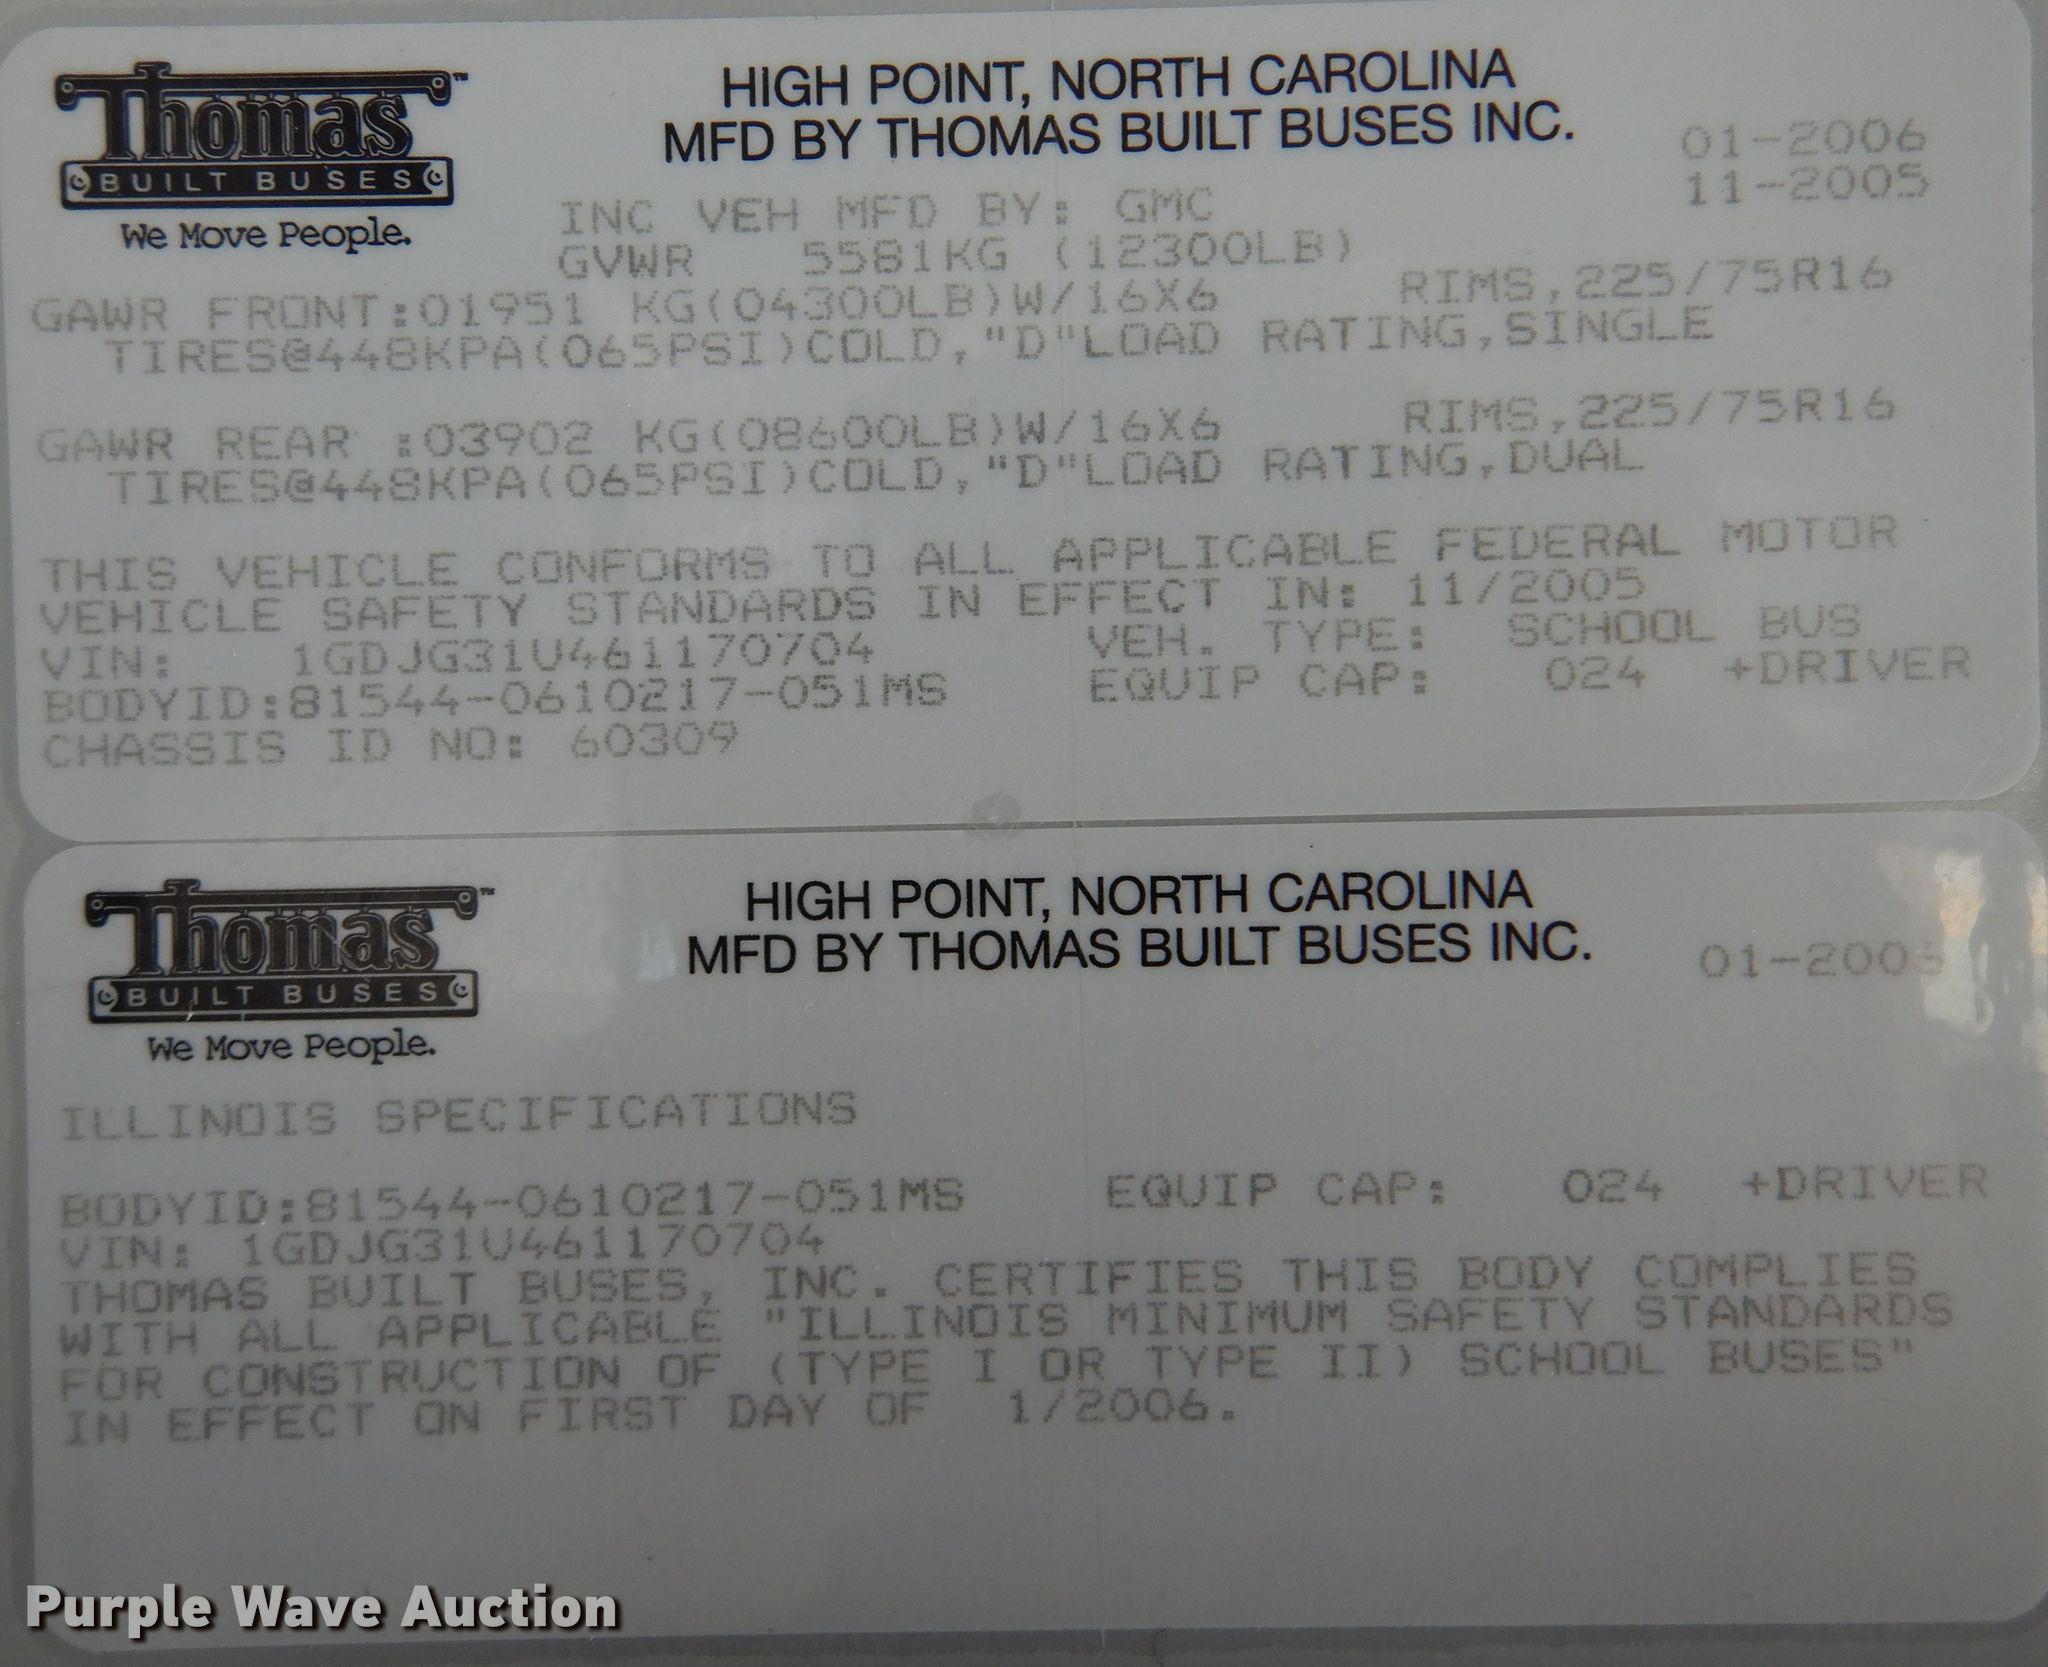 Thomas™
BUILT BUSES
We Move People.
HIGH POINT, NORTH CAROLINA
MFD BY THOMAS BUILT BUSES INC.
01-2006
11-2005
INC VEH MFD BY: GMC
GVWR 5581KG (12300LB)
GAWR FRONT:01951 KG(04300LB)W/16X6 RIMS,225/75R16
TIRES@448KPA(065PSI)COLD,"D"LOAD RATING,SINGLE
GAWR REAR :03902 KG(08600LB)W/16X6 RIMS,225/75R16
TIRES@448KPA(065PSI)COLD,"D"LOAD RATING,DUAL
THIS VEHICLE CONFORMS TO ALL APPLICABLE FEDERAL MOTOR
VEHICLE SAFETY STANDARDS IN EFFECT IN: 11/2005
VIN: 1GDJG31U461170704 VEH. TYPE: SCHOOL BUS
BODYID:81544-0610217-051MS EQUIP CAP: 024 +DRIVER
CHASSIS ID NO: 60309
Thomas™
BUILT BUSES
We Move People.
HIGH POINT, NORTH CAROLINA
MFD BY THOMAS BUILT BUSES INC.
01-2006
ILLINOIS SPECIFICATIONS
BODYID:81544-0610217-051MS EQUIP CAP: 024 +DRIVER
VIN: 1GDJG31U461170704
THOMAS BUILT BUSES, INC. CERTIFIES THIS BODY COMPLIES
WITH ALL APPLICABLE "ILLINOIS MINIMUM SAFETY STANDARDS
FOR CONSTRUCTION OF (TYPE I OR TYPE II) SCHOOL BUSES"
IN EFFECT ON FIRST DAY OF 1/2006.
Purple Wave Auction